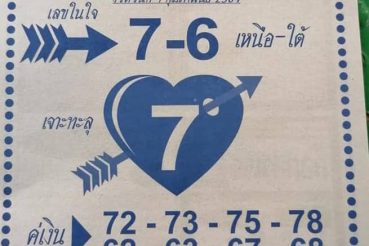 เลขในใจ
7-6 เหนือ-ใต้
เจาะทะลุ
7
คู่เงิน 72 - 73 - 75 - 78